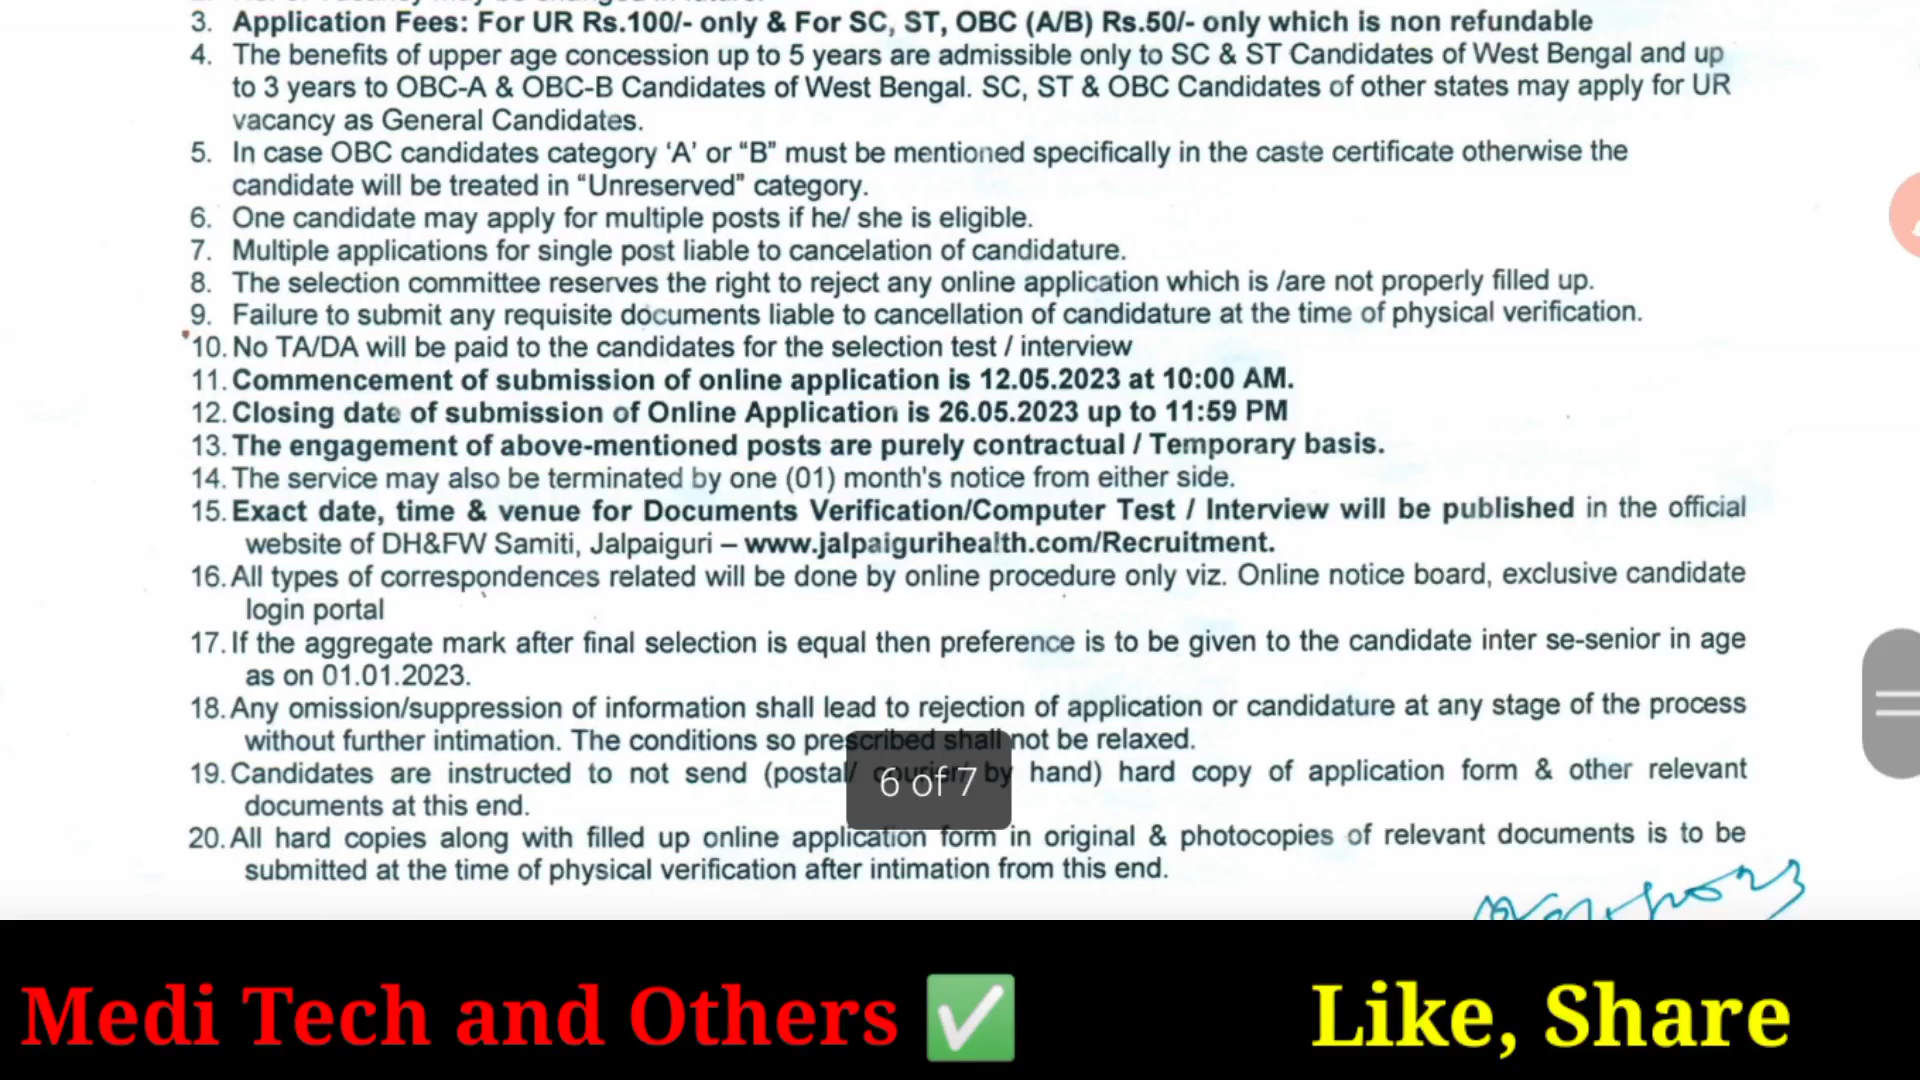 3. Application Fees: For UR Rs.100/- only & For SC, ST, OBC (A/B) Rs.50/- only which is non refundable
4. The benefits of upper age concession up to 5 years are admissible only to SC & ST Candidates of West Bengal and up
to 3 years to OBC-A & OBC-B Candidates of West Bengal. SC, ST & OBC Candidates of other states may apply for UR
vacancy as General Candidates.
5. In case OBC candidates category ‘A’ or “B” must be mentioned specifically in the caste certificate otherwise the
candidate will be treated in “Unreserved” category.
6. One candidate may apply for multiple posts if he/ she is eligible.
7. Multiple applications for single post liable to cancelation of candidature.
8. The selection committee reserves the right to reject any online application which is /are not properly filled up.
9. Failure to submit any requisite documents liable to cancellation of candidature at the time of physical verification.
10. No TA/DA will be paid to the candidates for the selection test / interview
11. Commencement of submission of online application is 12.05.2023 at 10:00 AM.
12. Closing date of submission of Online Application is 26.05.2023 up to 11:59 PM
13. The engagement of above-mentioned posts are purely contractual / Temporary basis.
14. The service may also be terminated by one (01) month's notice from either side.
15. Exact date, time & venue for Documents Verification/Computer Test / Interview will be published in the official
website of DH&FW Samiti, Jalpaiguri – www.jalpaigurihealth.com/Recruitment.
16. All types of correspondences related will be done by online procedure only viz. Online notice board, exclusive candidate
login portal
17. If the aggregate mark after final selection is equal then preference is to be given to the candidate inter se-senior in age
as on 01.01.2023.
18. Any omission/suppression of information shall lead to rejection of application or candidature at any stage of the process
without further intimation. The conditions so prescribed shall not be relaxed.
19. Candidates are instructed to not send (postal/ courier/ by hand) hard copy of application form & other relevant
documents at this end.
6 of 7
20. All hard copies along with filled up online application form in original & photocopies of relevant documents is to be
submitted at the time of physical verification after intimation from this end.
Medi Tech and Others ✅ Like, Share